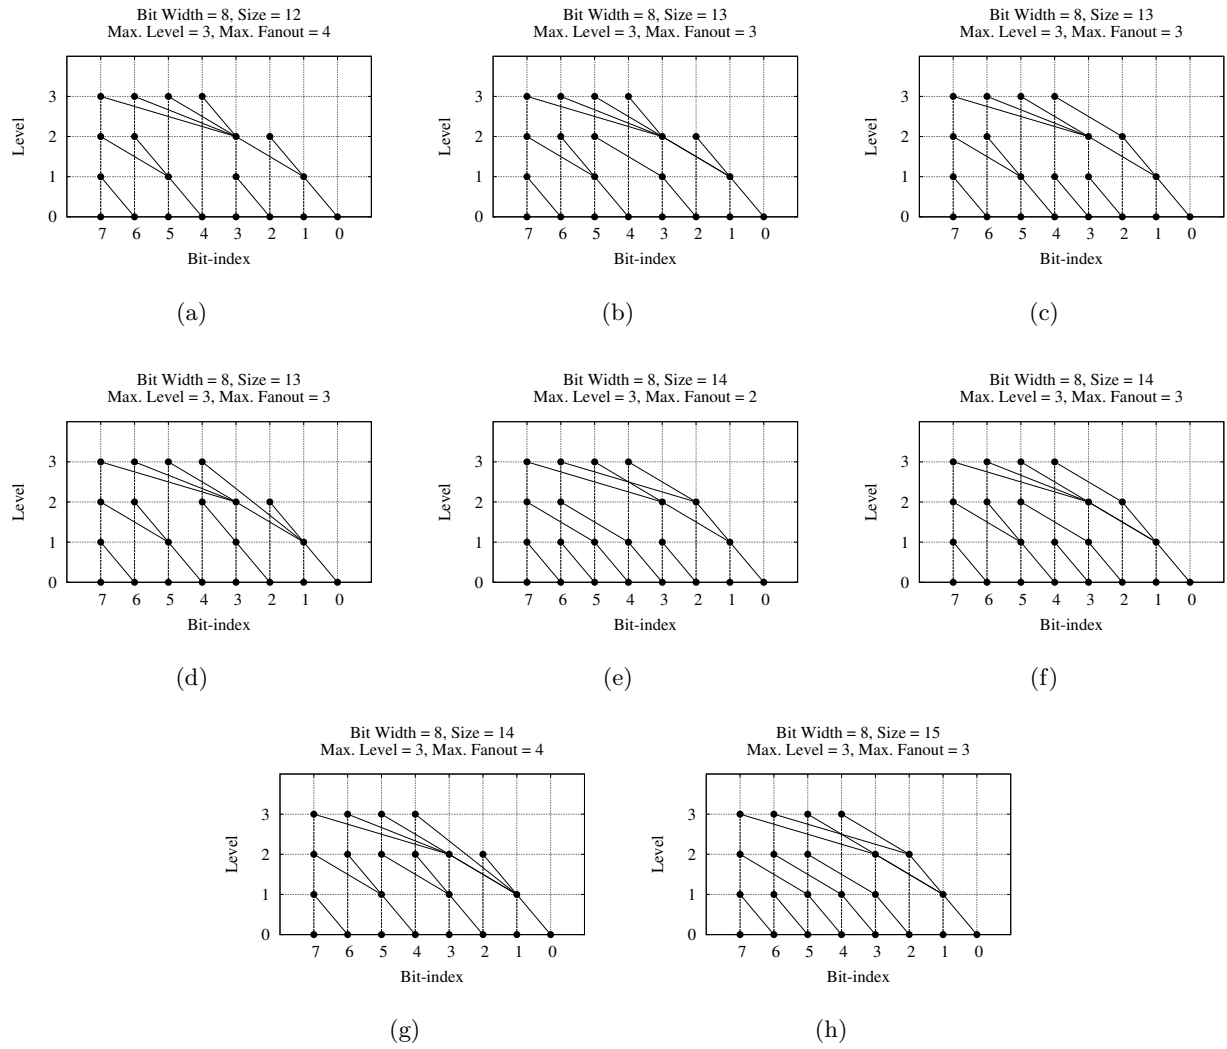 Bit Width = 8, Size = 12
Max. Level = 3, Max. Fanout = 4
Level
3
2
1
0
7 6 5 4 3 2 1 0
Bit-index
(a)
Bit Width = 8, Size = 13
Max. Level = 3, Max. Fanout = 3
Level
3
2
1
0
7 6 5 4 3 2 1 0
Bit-index
(b)
Bit Width = 8, Size = 13
Max. Level = 3, Max. Fanout = 3
Level
3
2
1
0
7 6 5 4 3 2 1 0
Bit-index
(c)
Bit Width = 8, Size = 13
Max. Level = 3, Max. Fanout = 3
Level
3
2
1
0
7 6 5 4 3 2 1 0
Bit-index
(d)
Bit Width = 8, Size = 14
Max. Level = 3, Max. Fanout = 2
Level
3
2
1
0
7 6 5 4 3 2 1 0
Bit-index
(e)
Bit Width = 8, Size = 14
Max. Level = 3, Max. Fanout = 3
Level
3
2
1
0
7 6 5 4 3 2 1 0
Bit-index
(f)
Bit Width = 8, Size = 14
Max. Level = 3, Max. Fanout = 4
Level
3
2
1
0
7 6 5 4 3 2 1 0
Bit-index
(g)
Bit Width = 8, Size = 15
Max. Level = 3, Max. Fanout = 3
Level
3
2
1
0
7 6 5 4 3 2 1 0
Bit-index
(h)